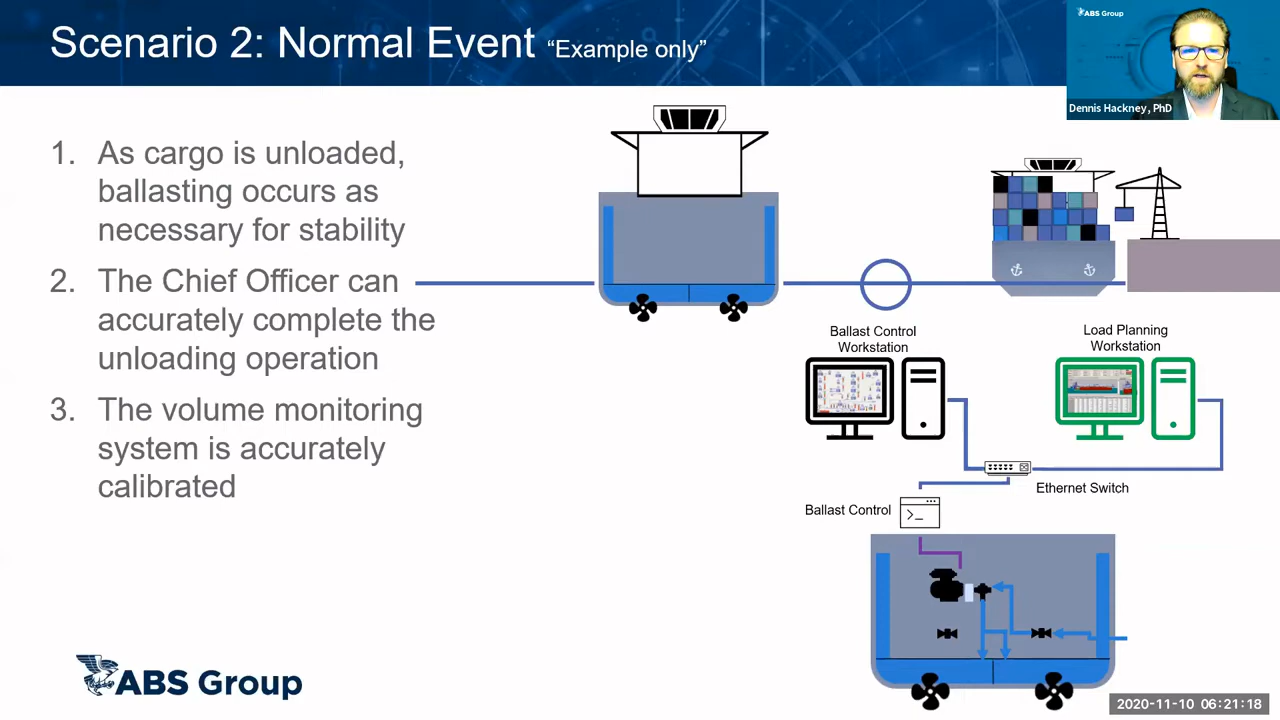 Scenario 2: Normal Event “Example only”
ABS Group
Dennis Hackney, PhD
1. As cargo is unloaded,
ballasting occurs as
necessary for stability
2. The Chief Officer can
accurately complete the
unloading operation
3. The volume monitoring
system is accurately
calibrated
Ballast Control
Workstation
Load Planning
Workstation
Ethernet Switch
Ballast Control
>_
ABS Group
2020-11-10 06:21:18